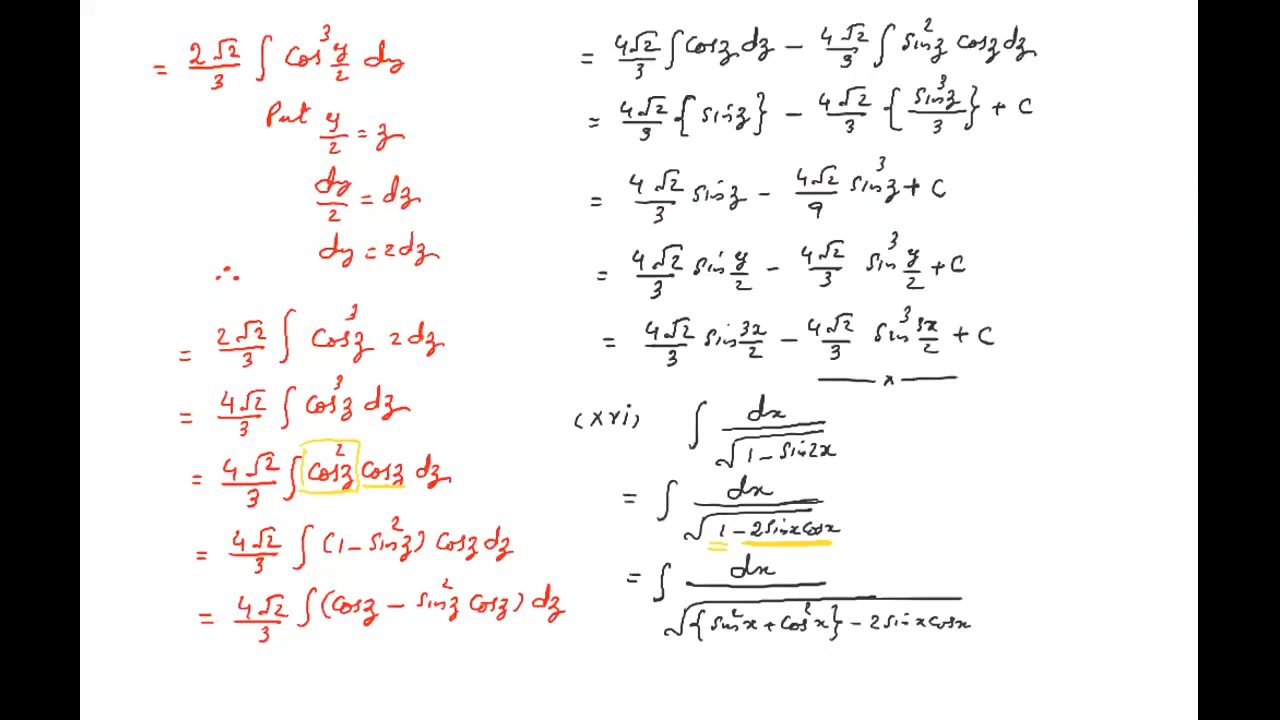 = 2√2/3 ∫ cos³ y/2 dy
Put y/2 = z
dy/2 = dz
dy = 2dz
∴
= 2√2/3 ∫ cos³z 2dz
= 4√2/3 ∫ cos³z dz
= 4√2/3 ∫ cos²z cosz dz
= 4√2/3 ∫ (1 - sin²z) cosz dz
= 4√2/3 ∫ (cosz - sin²z cosz) dz
= 4√2/3 ∫ cosz dz - 4√2/3 ∫ sin²z cosz dz
= 4√2/3 {sinz} - 4√2/3 {sin³z/3} + C
= 4√2/3 sinz - 4√2/9 sin³z + C
= 4√2/3 sin y/2 - 4√2/3 sin³ y/2 + C
= 4√2/3 sin 3x/2 - 4√2/3 sin³ 3x/2 + C
x
(xvi) ∫ dx/√(1 - sin2x)
= ∫ dx/√(1 - 2sinxcosx)
= ∫ dx/√({sin²x + cos²x} - 2sinxcosx)